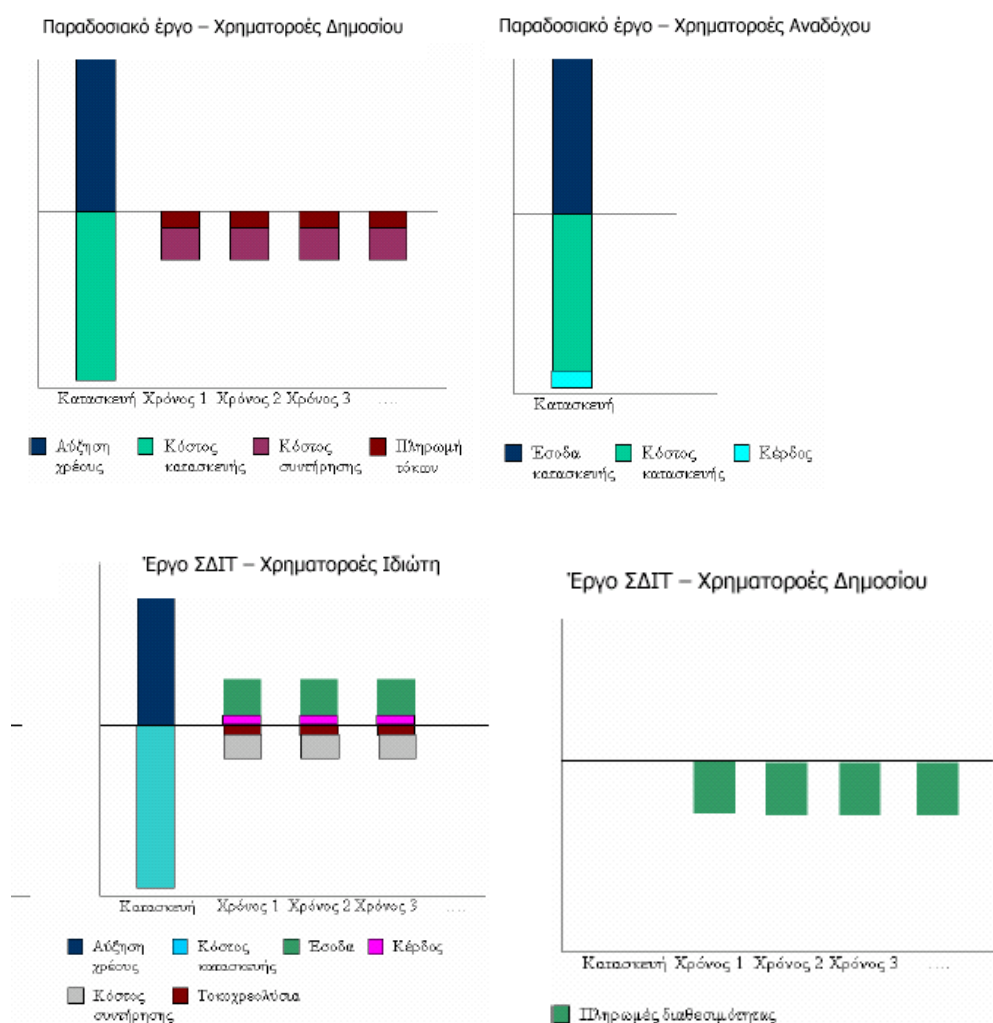 Παραδοσιακό έργο – Χρηματοροές Δημοσίου
Κατασκευή Χρόνος 1 Χρόνος 2 Χρόνος 3 ....
Αύξηση χρέους
Κόστος κατασκευής
Κόστος συντήρησης
Πληρωμή τόκων
Παραδοσιακό έργο – Χρηματοροές Αναδόχου
Κατασκευή
Έσοδα κατασκευής
Κόστος κατασκευής
Κέρδος
Έργο ΣΔΙΤ – Χρηματοροές Ιδιώτη
Κατασκευή Χρόνος 1 Χρόνος 2 Χρόνος 3 ....
Αύξηση χρέους
Κόστος κατασκευής
Έσοδα
Κέρδος
Κόστος συντήρησης
Τοκοχρεολύσια
Έργο ΣΔΙΤ – Χρηματοροές Δημοσίου
Κατασκευή Χρόνος 1 Χρόνος 2 Χρόνος 3 ....
Πληρωμές διαθεσιμότητας